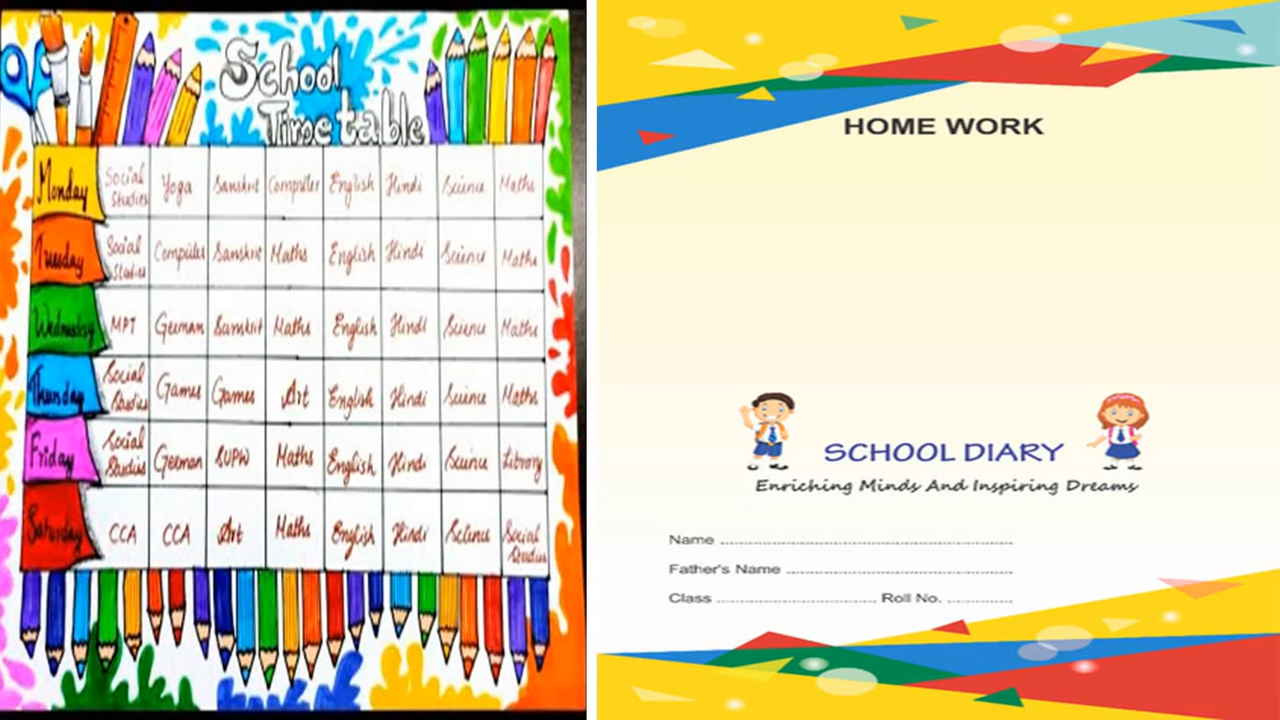 School
Time table
Monday Social Studies Yoga Sanskrit Computer English Hindi Science Maths
Tuesday Social Studies Computer Sanskrit Maths English Hindi Science Maths
Wednesday MPT German Sanskrit Maths English Hindi Science Maths
Thursday Social Studies Games Games Art English Hindi Science Maths
Friday Social Studies German SUPW Maths English Hindi Science Library
Saturday CCA CCA Art Maths English Hindi Science Social Studies
HOME WORK
SCHOOL DIARY
Enriching Minds And Inspiring Dreams
Name
Father's Name
Class Roll No.